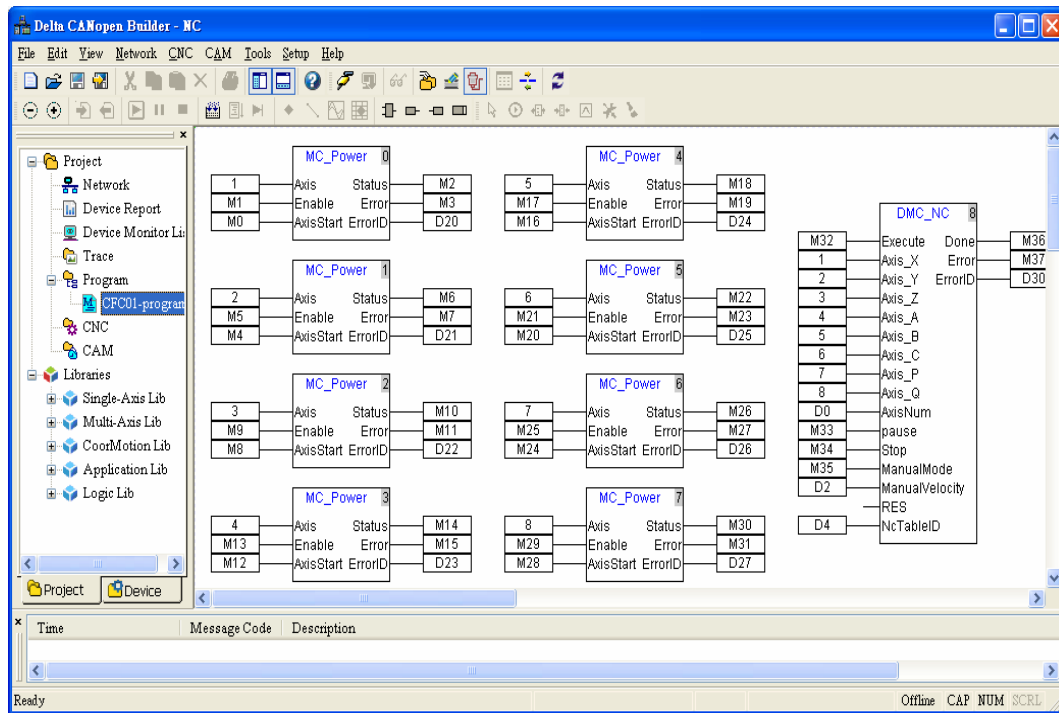 Delta CANopen Builder - NC
File Edit View Network CNC CAM Tools Setup Help
Project
Network
Device Report
Device Monitor Li
Trace
Program
CFC01-program
CNC
CAM
Libraries
Single-Axis Lib
Multi-Axis Lib
CoorMotion Lib
Application Lib
Logic Lib
Project Device
MC_Power 0
1 Axis Status M2
M1 Enable Error M3
M0 AxisStart ErrorID D20
MC_Power 1
2 Axis Status M6
M5 Enable Error M7
M4 AxisStart ErrorID D21
MC_Power 2
3 Axis Status M10
M9 Enable Error M11
M8 AxisStart ErrorID D22
MC_Power 3
4 Axis Status M14
M13 Enable Error M15
M12 AxisStart ErrorID D23
MC_Power 4
5 Axis Status M18
M17 Enable Error M19
M16 AxisStart ErrorID D24
MC_Power 5
6 Axis Status M22
M21 Enable Error M23
M20 AxisStart ErrorID D25
MC_Power 6
7 Axis Status M26
M25 Enable Error M27
M24 AxisStart ErrorID D26
MC_Power 7
8 Axis Status M30
M29 Enable Error M31
M28 AxisStart ErrorID D27
DMC_NC 8
M32 Execute Done M36
1 Axis_X Error M37
2 Axis_Y ErrorID D30
3 Axis_Z
4 Axis_A
5 Axis_B
6 Axis_C
7 Axis_P
8 Axis_Q
D0 AxisNum
M33 pause
M34 Stop
M35 ManualMode
D2 ManualVelocity
RES
D4 NcTableID
Time Message Code Description
Ready Offline CAP NUM SCRL